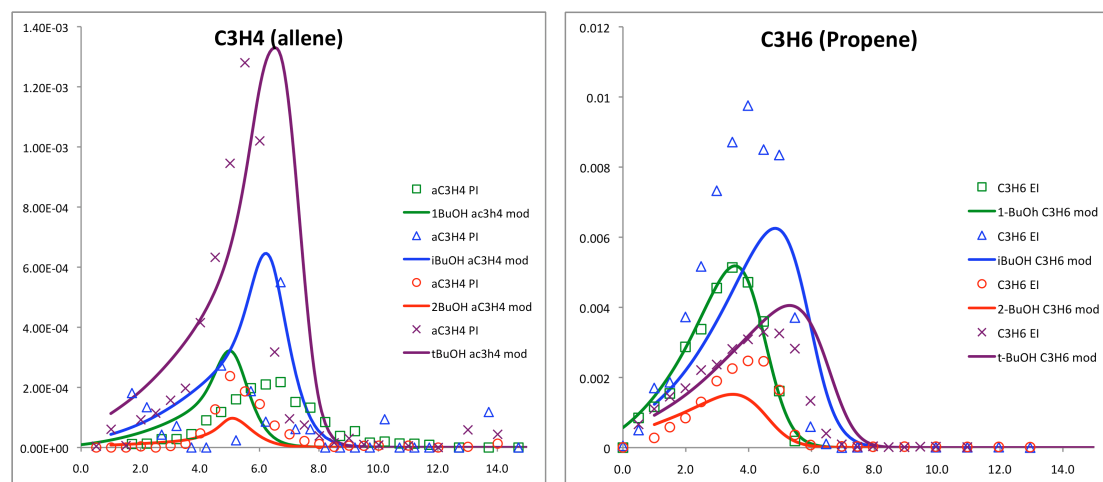 C3H4 (allene)
1.40E-03
1.20E-03
1.00E-03
8.00E-04
6.00E-04
4.00E-04
2.00E-04
0.00E+00
0.0 2.0 4.0 6.0 8.0 10.0 12.0 14.0
aC3H4 PI
1BuOH ac3h4 mod
aC3H4 PI
iBuOH aC3H4 mod
aC3H4 PI
2BuOH aC3H4 mod
aC3H4 PI
tBuOH ac3h4 mod
C3H6 (Propene)
0.012
0.01
0.008
0.006
0.004
0.002
0
0.0 2.0 4.0 6.0 8.0 10.0 12.0 14.0
C3H6 EI
1-BuOh C3H6 mod
C3H6 EI
iBuOH C3H6 mod
C3H6 EI
2-BuOH C3H6 mod
C3H6 EI
t-BuOH C3H6 mod